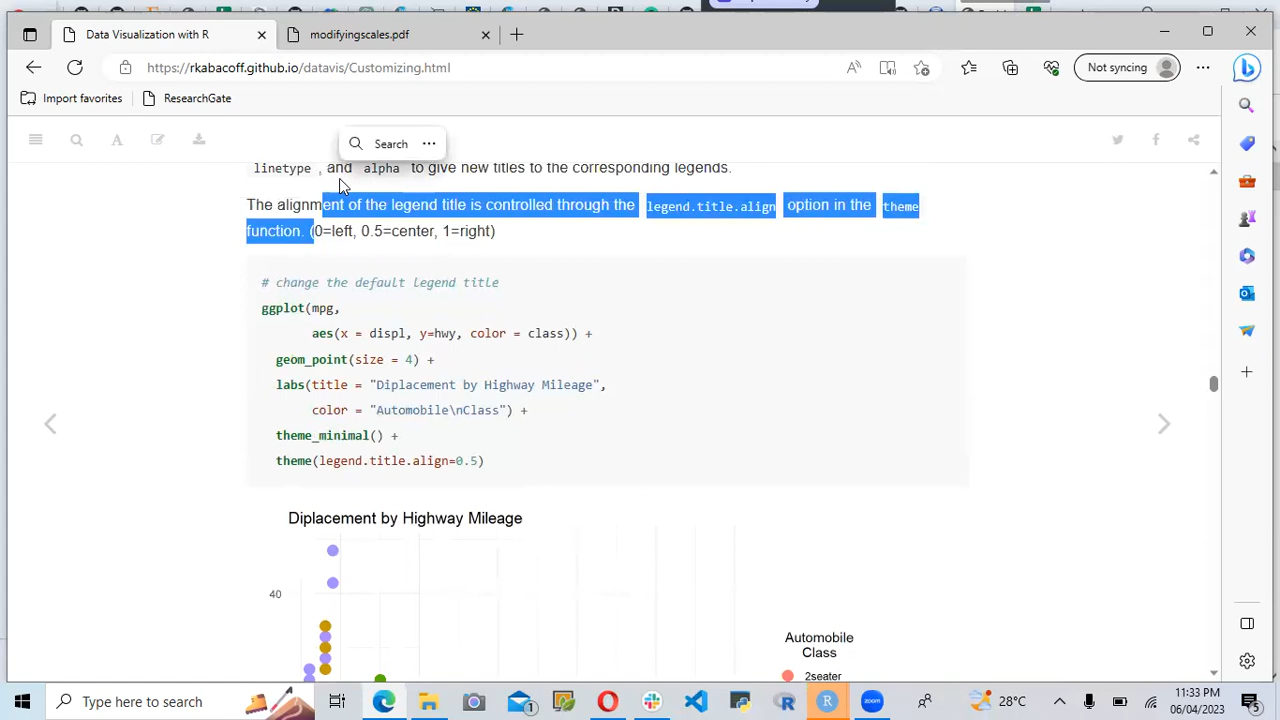 Data Visualization with R
modifyingscales.pdf
https://rkabacoff.github.io/datavis/Customizing.html
Not syncing
Import favorites
ResearchGate
Search
linetype , and alpha to give new titles to the corresponding legends.
The alignment of the legend title is controlled through the legend.title.align option in the theme
function. (0=left, 0.5=center, 1=right)
# change the default legend title
ggplot(mpg,
aes(x = displ, y=hwy, color = class)) +
geom_point(size = 4) +
labs(title = "Diplacement by Highway Mileage",
color = "Automobile\nClass") +
theme_minimal() +
theme(legend.title.align=0.5)
Diplacement by Highway Mileage
40
Automobile
Class
2seater
Type here to search
28°C
11:33 PM
06/04/2023